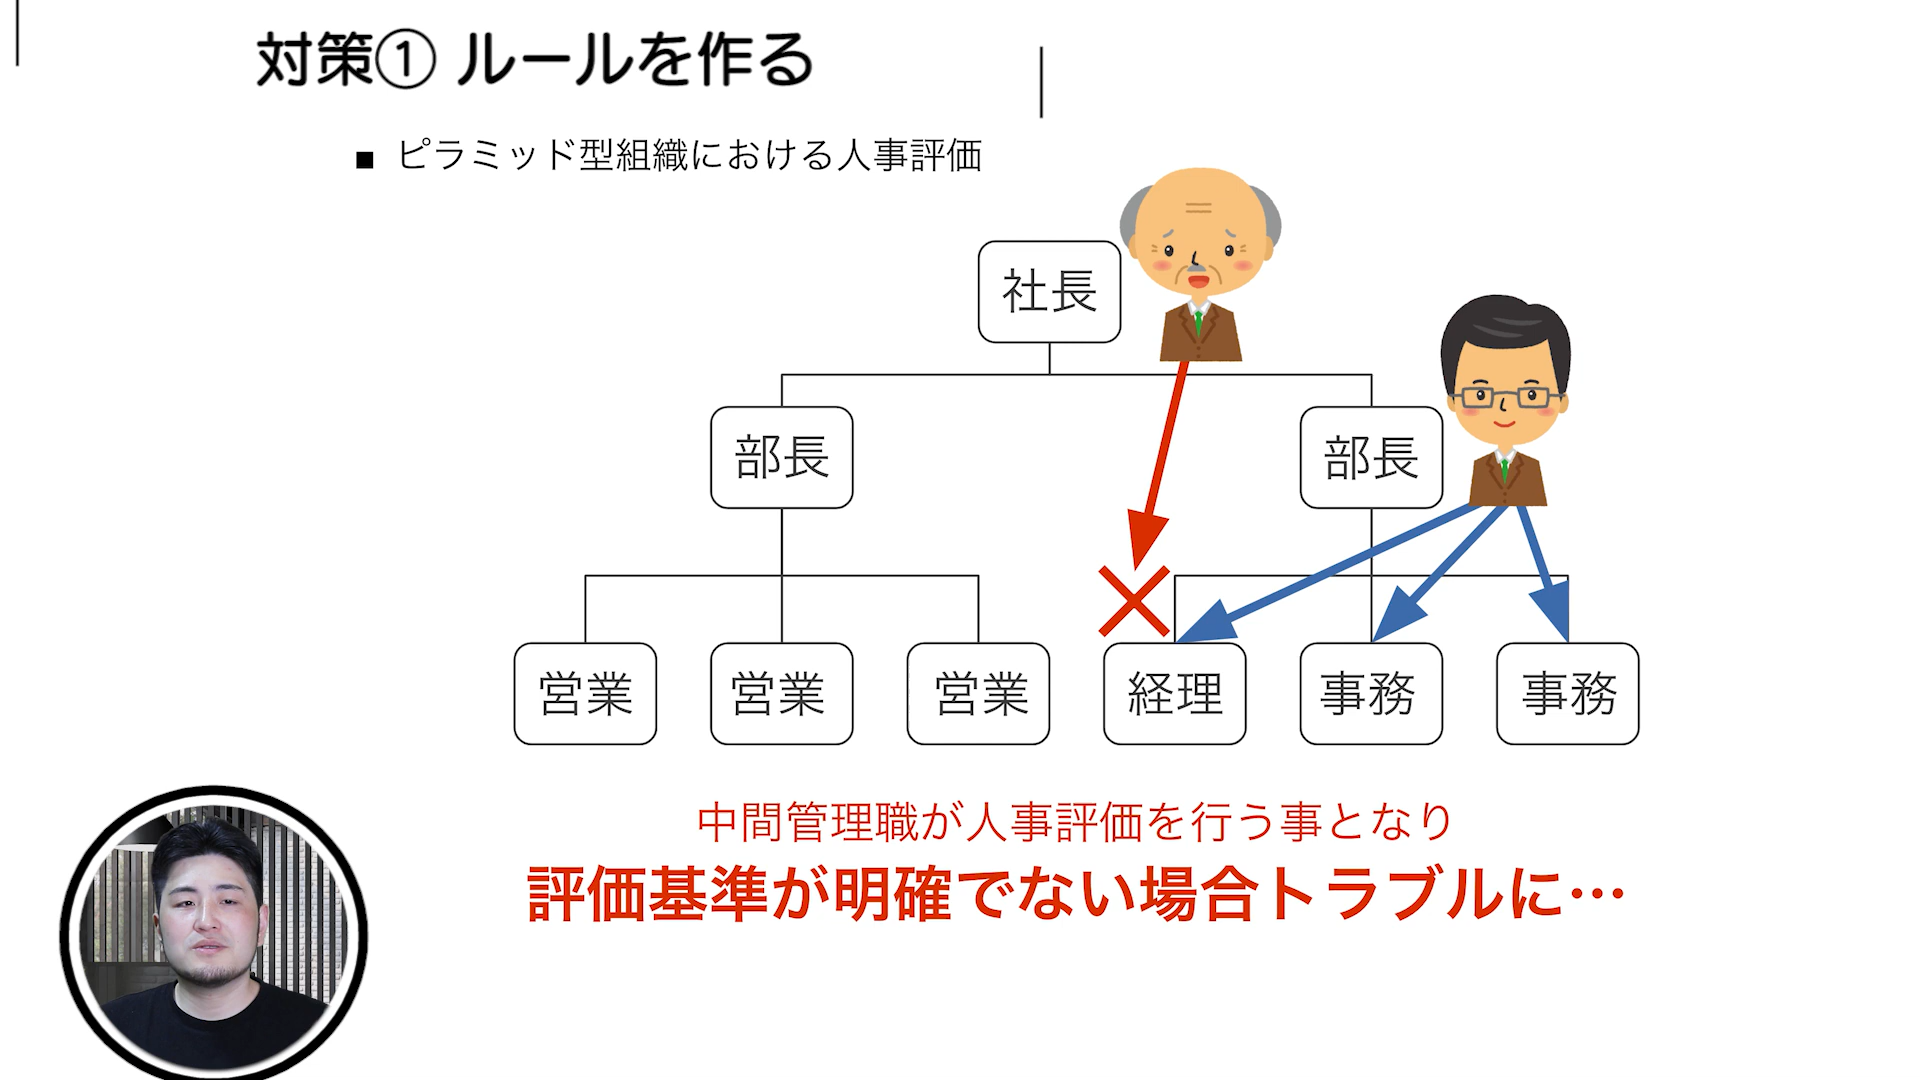 対策① ルールを作る
■ ピラミッド型組織における人事評価
社長
部長
部長
営業
営業
営業
経理
事務
事務
中間管理職が人事評価を行う事となり
評価基準が明確でない場合トラブルに…